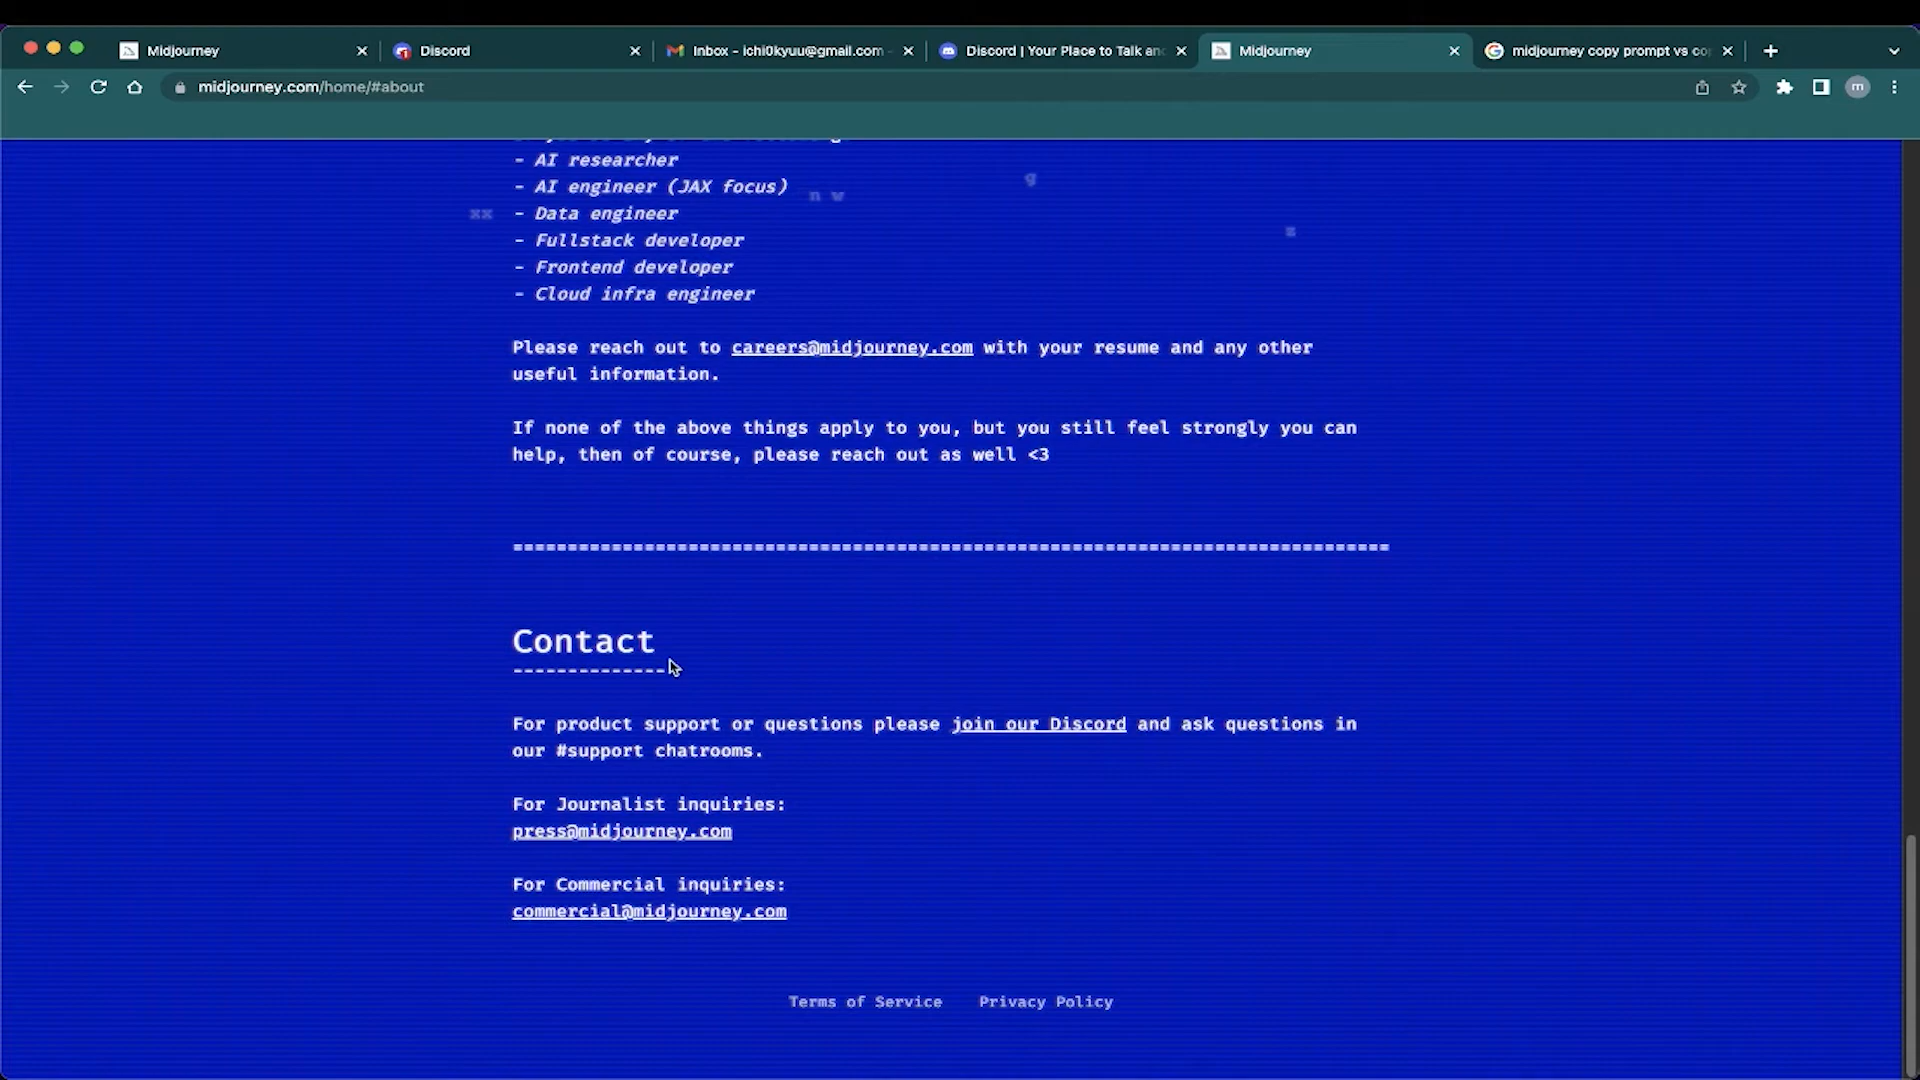 Midjourney
Discord
Inbox - ichi0kyuu@gmail.com -
Discord | Your Place to Talk an
Midjourney
midjourney copy prompt vs co
midjourney.com/home/#about
m
- AI researcher
- AI engineer (JAX focus)
n w
g
xx
- Data engineer
z
- Fullstack developer
- Frontend developer
- Cloud infra engineer
Please reach out to careers@midjourney.com with your resume and any other
useful information.
If none of the above things apply to you, but you still feel strongly you can
help, then of course, please reach out as well <3
================================================================================
Contact
--------------
For product support or questions please join our Discord and ask questions in
our #support chatrooms.
For Journalist inquiries:
press@midjourney.com
For Commercial inquiries:
commercial@midjourney.com
Terms of Service Privacy Policy